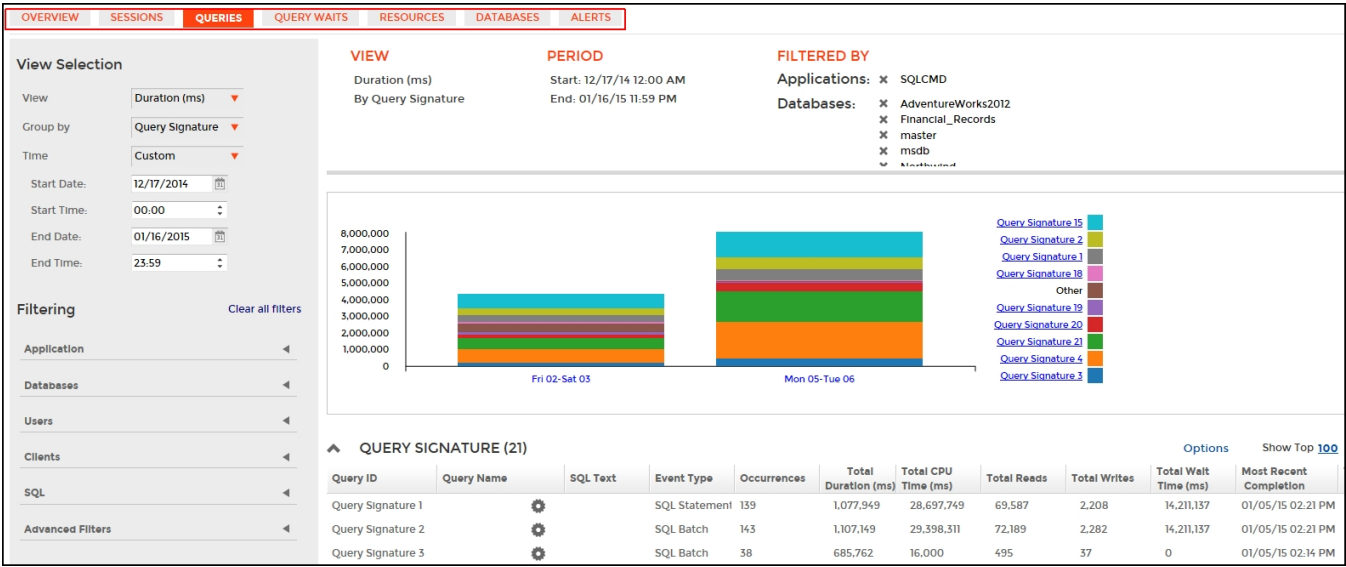 OVERVIEW SESSIONS QUERIES QUERY WAITS RESOURCES DATABASES ALERTS
View Selection
View Duration (ms)
Group by Query Signature
Time Custom
Start Date: 12/17/2014
Start Time: 00:00
End Date: 01/16/2015
End Time: 23:59
Filtering Clear all filters
Application
Databases
Users
Clients
SQL
Advanced Filters
VIEW
Duration (ms)
By Query Signature
PERIOD
Start: 12/17/14 12:00 AM
End: 01/16/15 11:59 PM
FILTERED BY
Applications: SQLCMD
Databases: AdventureWorks2012
Financial_Records
master
msdb
8,000,000
7,000,000
6,000,000
5,000,000
4,000,000
3,000,000
2,000,000
1,000,000
0
Fri 02-Sat 03 Mon 05-Tue 06
Query Signature 15
Query Signature 2
Query Signature 1
Query Signature 18
Other
Query Signature 19
Query Signature 20
Query Signature 21
Query Signature 4
Query Signature 3
QUERY SIGNATURE (21) Options Show Top 100
Query ID Query Name SQL Text Event Type Occurrences Total Duration (ms) Total CPU Time (ms) Total Reads Total Writes Total Wait Time (ms) Most Recent Completion
Query Signature 1 SQL Statement 139 1,077,949 28,697,749 69,587 2,208 14,211,137 01/05/15 02:21 PM
Query Signature 2 SQL Batch 143 1,107,149 29,398,311 72,189 2,282 14,211,137 01/05/15 02:21 PM
Query Signature 3 SQL Batch 38 685,762 16,000 495 37 0 01/05/15 02:14 PM